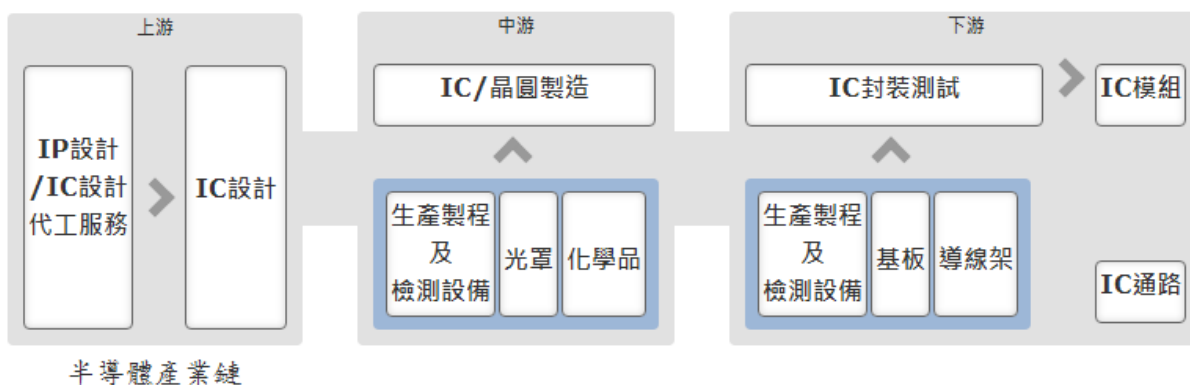 上游
IP設計
/IC設計
代工服務
IC設計
中游
IC/晶圓製造
生產製程
及
檢測設備
光罩
化學品
下游
IC封裝測試
IC模組
生產製程
及
檢測設備
基板
導線架
IC通路
半導體產業鏈